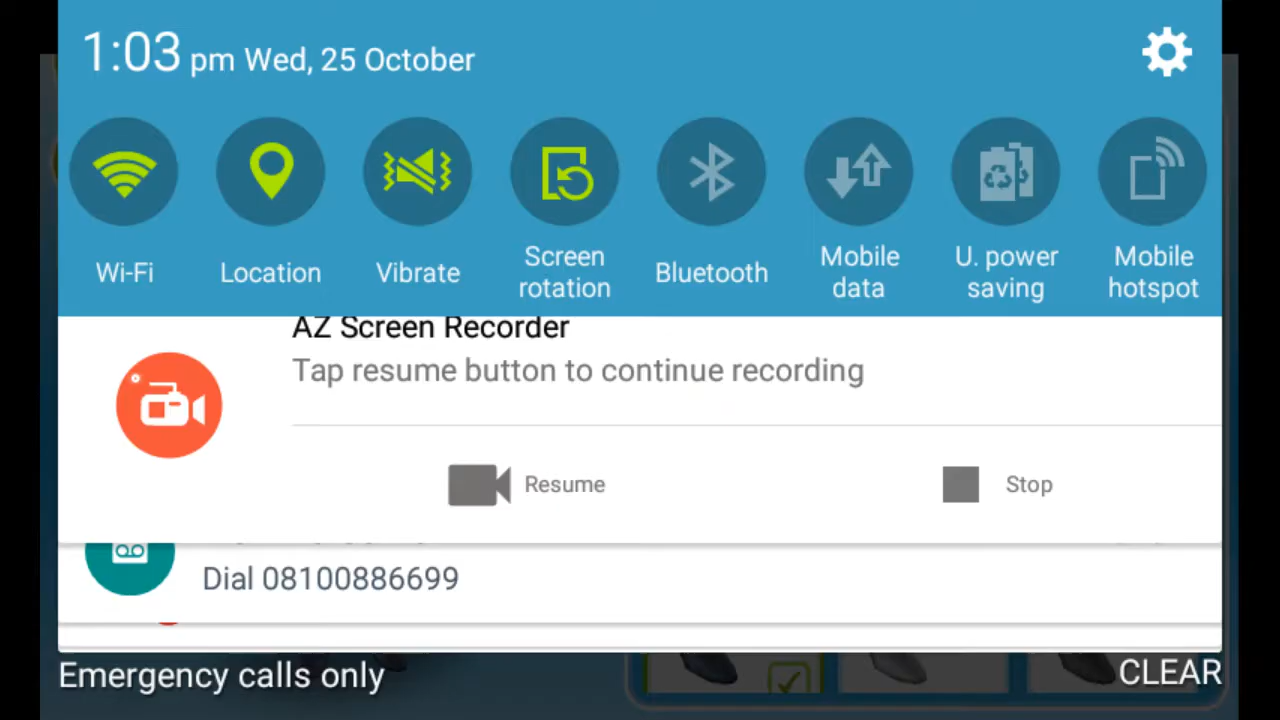 1:03 pm Wed, 25 October
Wi-Fi
Location
Vibrate
Screen
rotation
Bluetooth
Mobile
data
U. power
saving
Mobile
hotspot
AZ Screen Recorder
Tap resume button to continue recording
Resume
Stop
Dial 08100886699
Emergency calls only
CLEAR